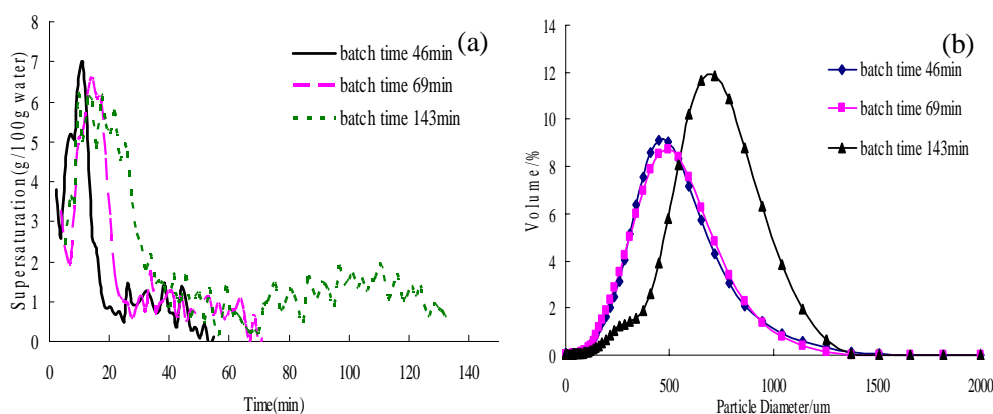 (a)
Supersaturation(g/100g water)
8
7
6
5
4
3
2
1
0
0 20 40 60 80 100 120 140
Time(min)
batch time 46min
batch time 69min
batch time 143min
(b)
Volume/%
14
12
10
8
6
4
2
0
0 500 1000 1500 2000
Particle Diameter/um
batch time 46min
batch time 69min
batch time 143min